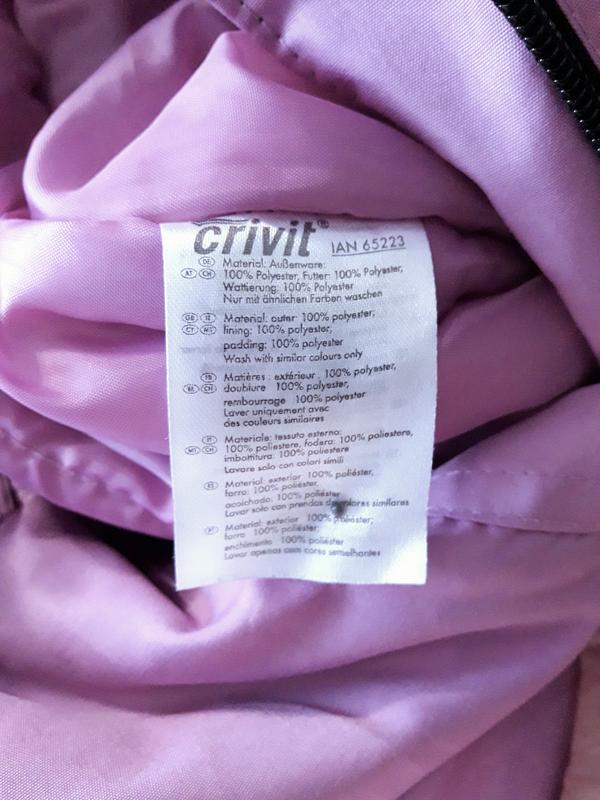 crivit® IAN 65223
DE Material: Außenware:
AT CH 100% Polyester, Futter: 100% Polyester,
Wattierung: 100% Polyester
Nur mit ähnlichen Farben waschen
GB IE Material: outer: 100% polyester;
CY MT lining: 100% polyester;
padding: 100% polyester
Wash with similar colours only
FR Matières : extérieur : 100% polyester,
BE CH doublure 100% polyester,
rembourrage 100% polyester
Laver uniquement avec
des couleurs similaires
IT Materiale: tessuto esterno:
MT CH 100% poliestere, fodera: 100% poliestere,
imbottitura: 100% poliestere
Lavare solo con colori simili
ES Material: exterior 100% poliéster,
forro: 100% poliéster,
acolchado: 100% poliéster
Lavar solo con prendas de colores similares
PT Material: exterior 100% poliéster;
forro 100% poliéster
enchimento 100% poliéster
Lavar apenas com cores semelhantes